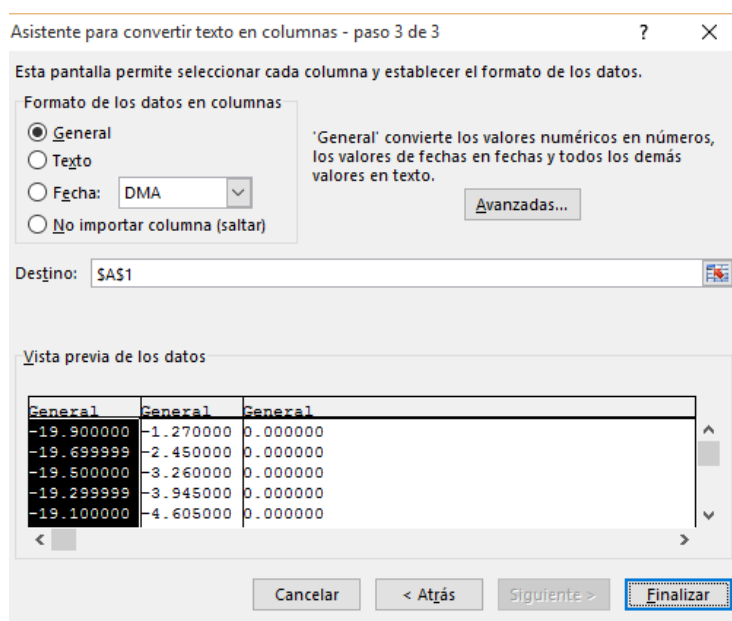 Asistente para convertir texto en columnas - paso 3 de 3 ?
Esta pantalla permite seleccionar cada columna y establecer el formato de los datos.
Formato de los datos en columnas
General
Texto
Fecha: DMA
No importar columna (saltar)
'General' convierte los valores numéricos en números,
los valores de fechas en fechas y todos los demás
valores en texto.
Avanzadas...
Destino: $A$1
Vista previa de los datos
General General General
-19.900000 -1.270000 0.000000
-19.699999 -2.450000 0.000000
-19.500000 -3.260000 0.000000
-19.299999 -3.945000 0.000000
-19.100000 -4.605000 0.000000
Cancelar < Atrás Siguiente > Finalizar